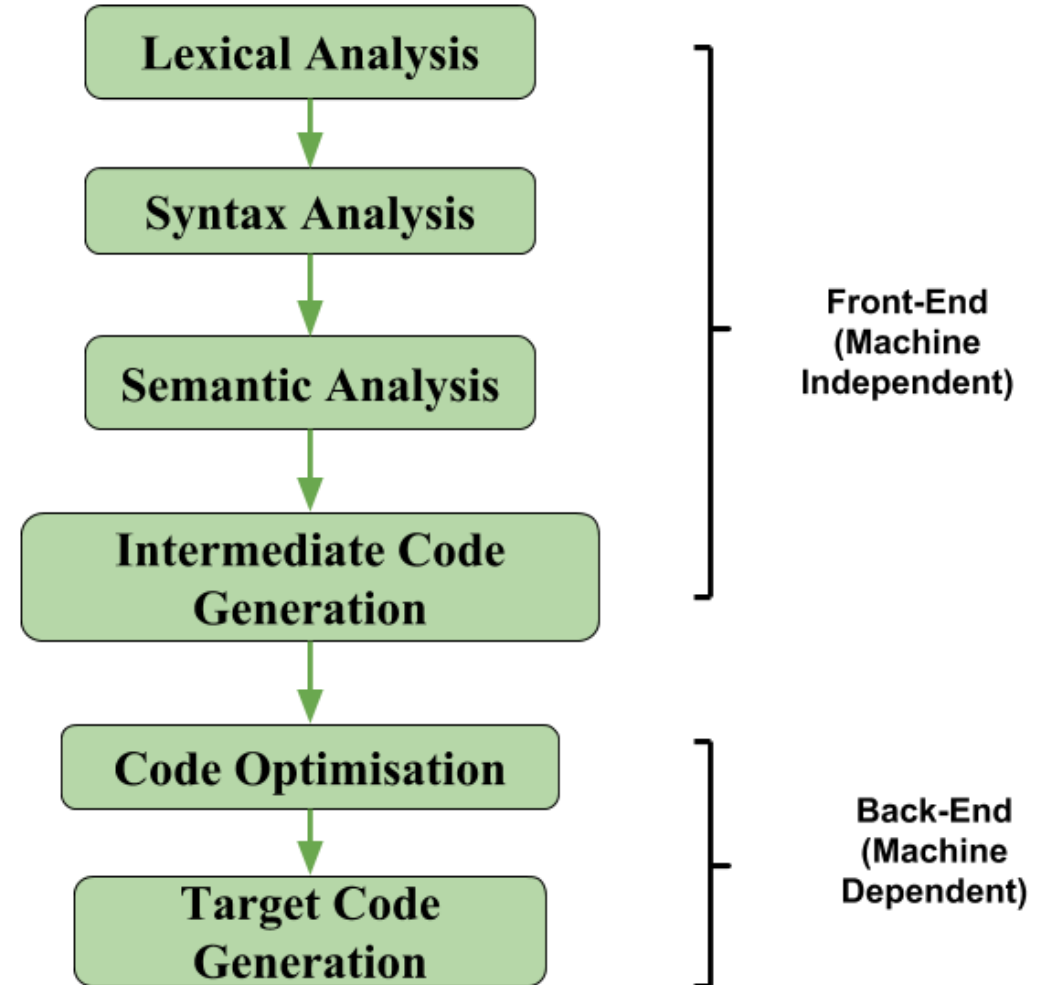 Lexical Analysis
Syntax Analysis
Semantic Analysis
Intermediate Code
Generation
Code Optimisation
Target Code
Generation
Front-End
(Machine
Independent)
Back-End
(Machine
Dependent)